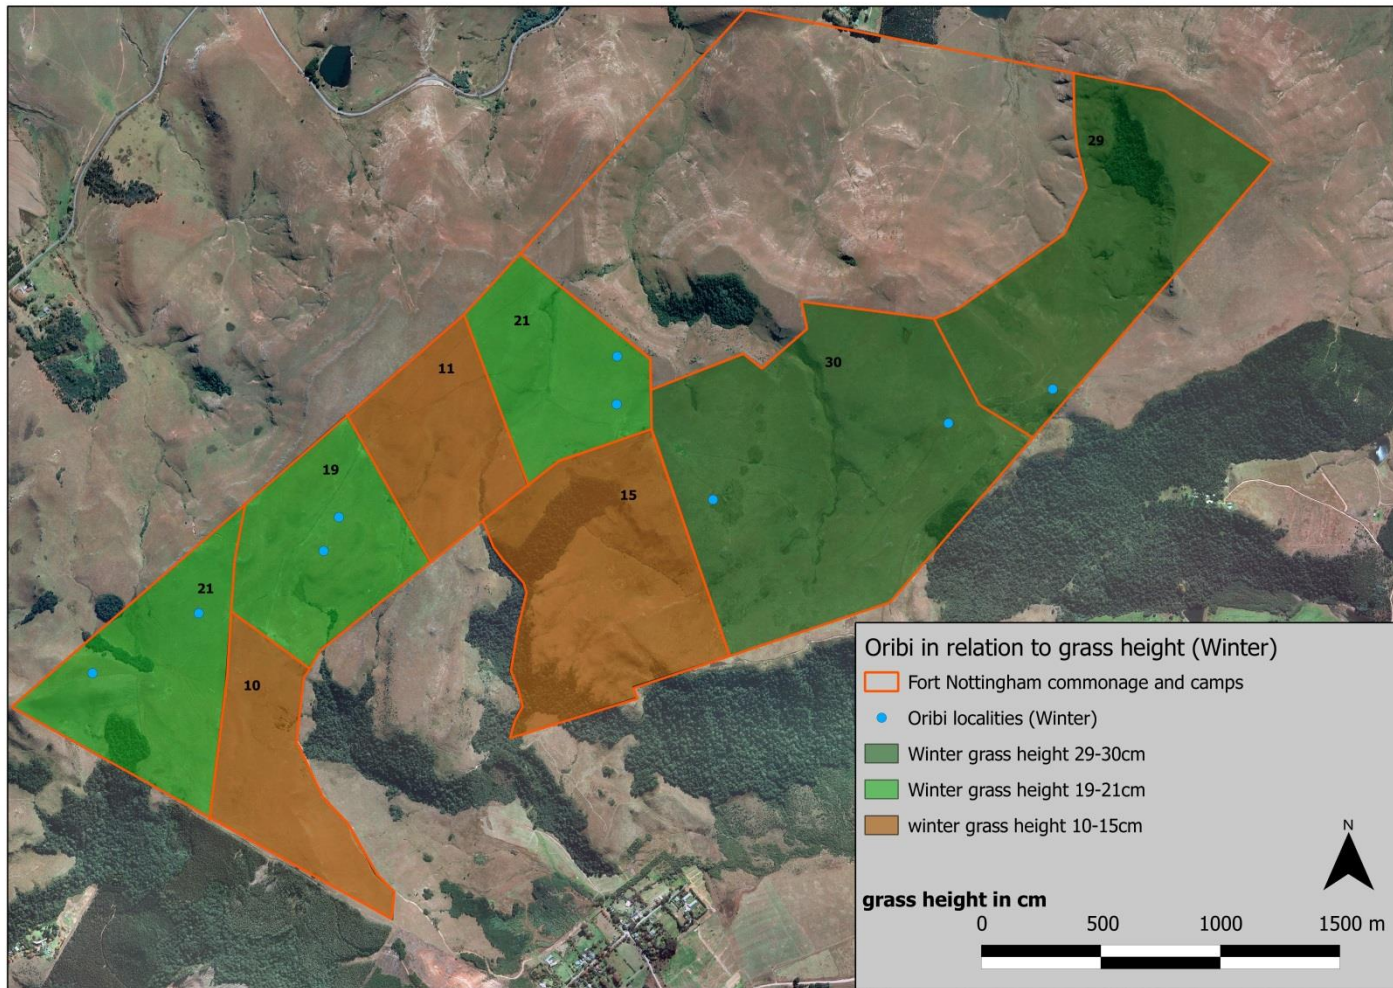 29
21
30
11
19
15
21
10
Oribi in relation to grass height (Winter)
Fort Nottingham commonage and camps
Oribi localities (Winter)
Winter grass height 29-30cm
Winter grass height 19-21cm
winter grass height 10-15cm
N
grass height in cm
0 500 1000 1500 m